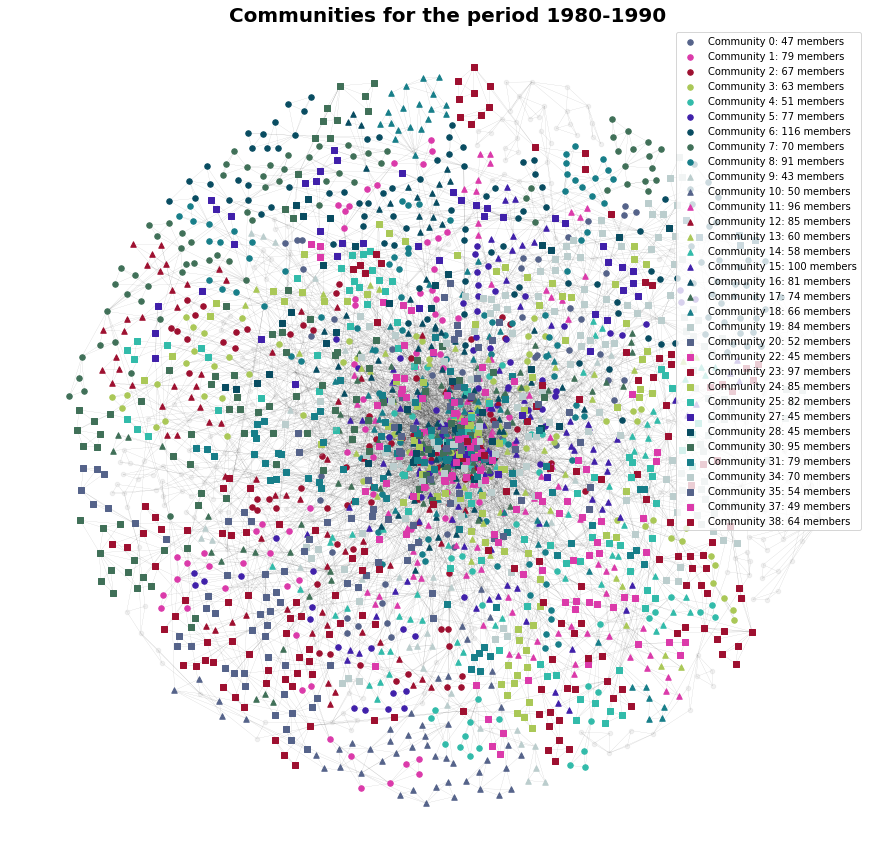 Communities for the period 1980-1990
Community 0: 47 members
Community 1: 79 members
Community 2: 67 members
Community 3: 63 members
Community 4: 51 members
Community 5: 77 members
Community 6: 116 members
Community 7: 70 members
Community 8: 91 members
Community 9: 43 members
Community 10: 50 members
Community 11: 96 members
Community 12: 85 members
Community 13: 60 members
Community 14: 58 members
Community 15: 100 members
Community 16: 81 members
Community 17: 74 members
Community 18: 66 members
Community 19: 84 members
Community 20: 52 members
Community 22: 45 members
Community 23: 97 members
Community 24: 85 members
Community 25: 82 members
Community 27: 45 members
Community 28: 45 members
Community 30: 95 members
Community 31: 79 members
Community 34: 70 members
Community 35: 54 members
Community 37: 49 members
Community 38: 64 members